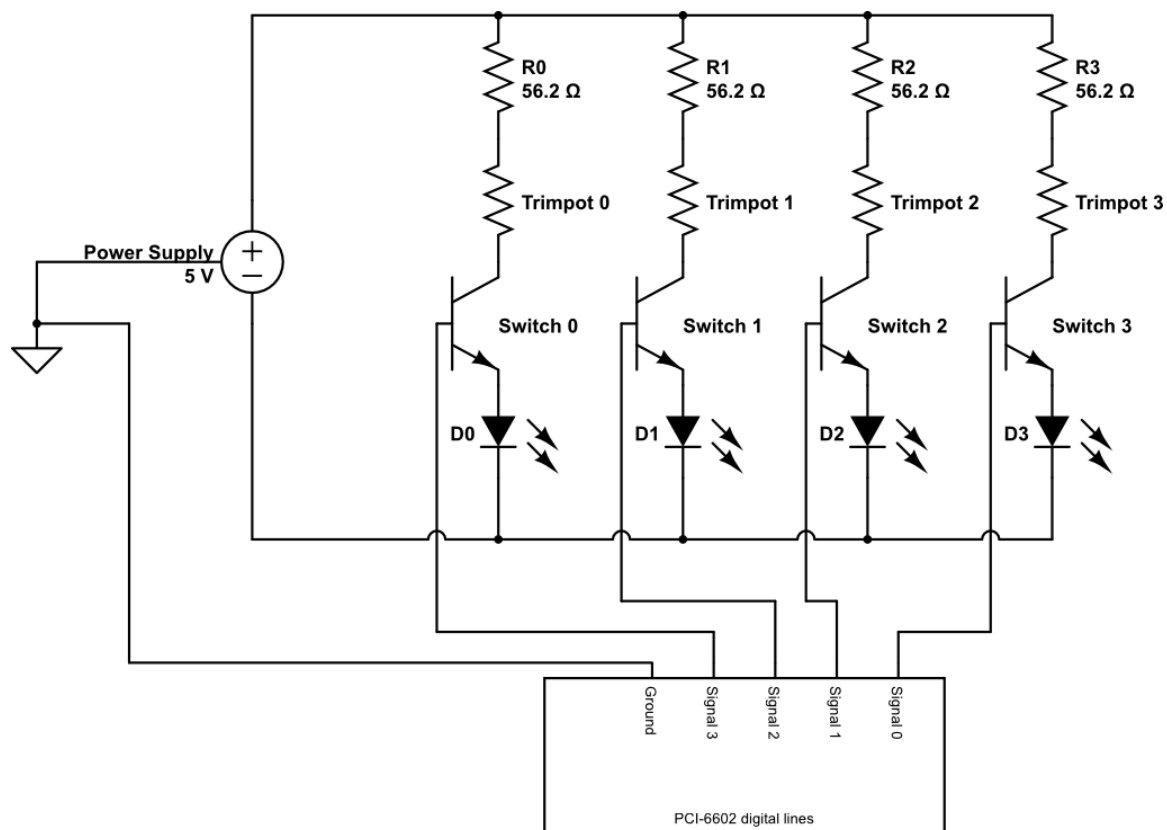 R0
56.2 Ω
R1
56.2 Ω
R2
56.2 Ω
R3
56.2 Ω
Trimpot 0
Trimpot 1
Trimpot 2
Trimpot 3
Power Supply
5 V
+
−
Switch 0
Switch 1
Switch 2
Switch 3
D0
D1
D2
D3
Ground
Signal 3
Signal 2
Signal 1
Signal 0
PCI-6602 digital lines